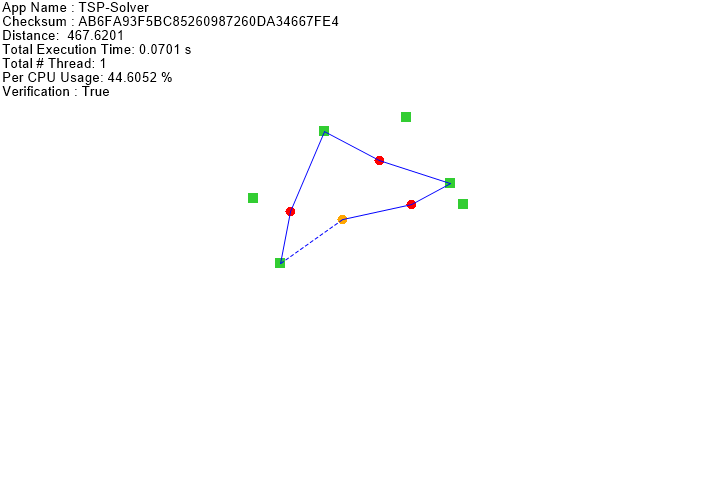 App Name : TSP-Solver
Checksum : AB6FA93F5BC85260987260DA34667FE4
Distance:  467.6201
Total Execution Time: 0.0701 s
Total # Thread: 1
Per CPU Usage: 44.6052 %
Verification : True